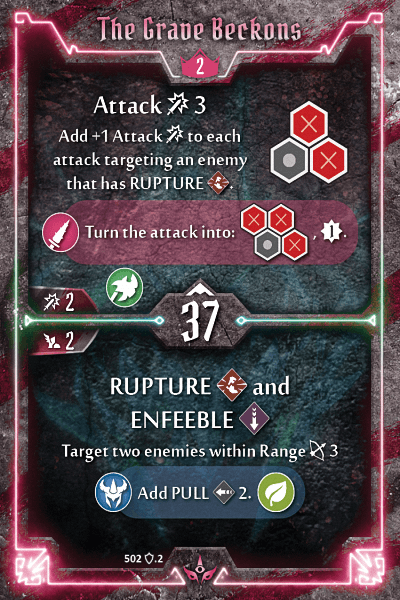 The Grave Beckons
2
Attack 3
Add +1 Attack to each
attack targeting an enemy
that has RUPTURE .
Turn the attack into: , 1.
2
37
2
RUPTURE and
ENFEEBLE
Target two enemies within Range 3
Add PULL 2.
502 .2